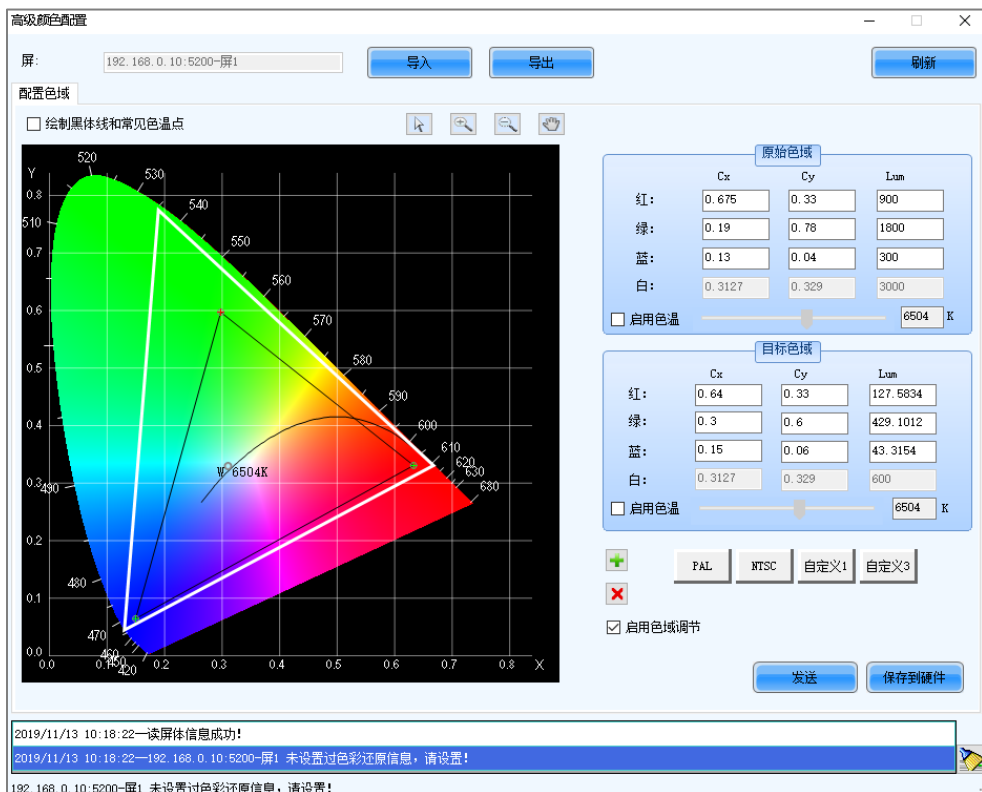 高级颜色配置
屏: 192.168.0.10:5200-屏1 导入 导出 刷新
配置色域
绘制黑体线和常见色温点
Y
0.8
0.7
0.6
0.5
0.4
0.3
0.2
0.1
0.0
0.0 0.1 0.2 0.3 0.4 0.5 0.6 0.7 0.8 X
520
530
540
510
550
560
570
580
590
600
610
620
630
680
490
480
470
460
450
420
W 6504K
原始色域
Cx Cy Lum
红: 0.675 0.33 900
绿: 0.19 0.78 1800
蓝: 0.13 0.04 300
白: 0.3127 0.329 3000
启用色温 6504 K
目标色域
Cx Cy Lum
红: 0.64 0.33 127.5834
绿: 0.3 0.6 429.1012
蓝: 0.15 0.06 43.3154
白: 0.3127 0.329 600
启用色温 6504 K
PAL NTSC 自定义1 自定义3
启用色域调节
发送 保存到硬件
2019/11/13 10:18:22—读屏体信息成功!
2019/11/13 10:18:22—192.168.0.10:5200-屏1 未设置过色彩还原信息，请设置!
192.168.0.10:5200-屏1 未设置过色彩还原信息，请设置!